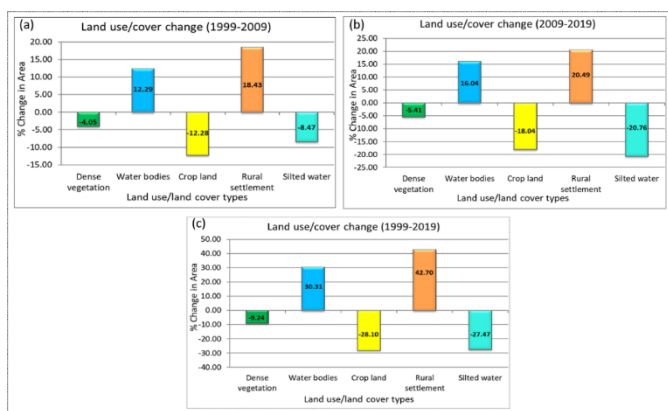 (a)
Land use/cover change (1999-2009)
% Change in Area
20.00
15.00
10.00
5.00
0.00
-5.00
-10.00
-15.00
-4.05
12.29
-12.28
18.43
-8.47
Dense vegetation
Water bodies
Crop land
Rural settlement
Silted water
Land use/land cover types
(b)
Land use/cover change (2009-2019)
% Change in Area
25.00
20.00
15.00
10.00
5.00
0.00
-5.00
-10.00
-15.00
-20.00
-25.00
-5.41
16.04
-18.04
20.49
-20.76
Dense vegetation
Water bodies
Crop land
Rural settlement
Silted water
Land use/land cover types
(c)
Land use/cover change (1999-2019)
% Change in Area
50.00
40.00
30.00
20.00
10.00
0.00
-10.00
-20.00
-30.00
-40.00
-9.24
30.31
-28.10
42.70
-27.47
Dense vegetation
Water bodies
Crop land
Rural settlement
Silted water
Land use/land cover types